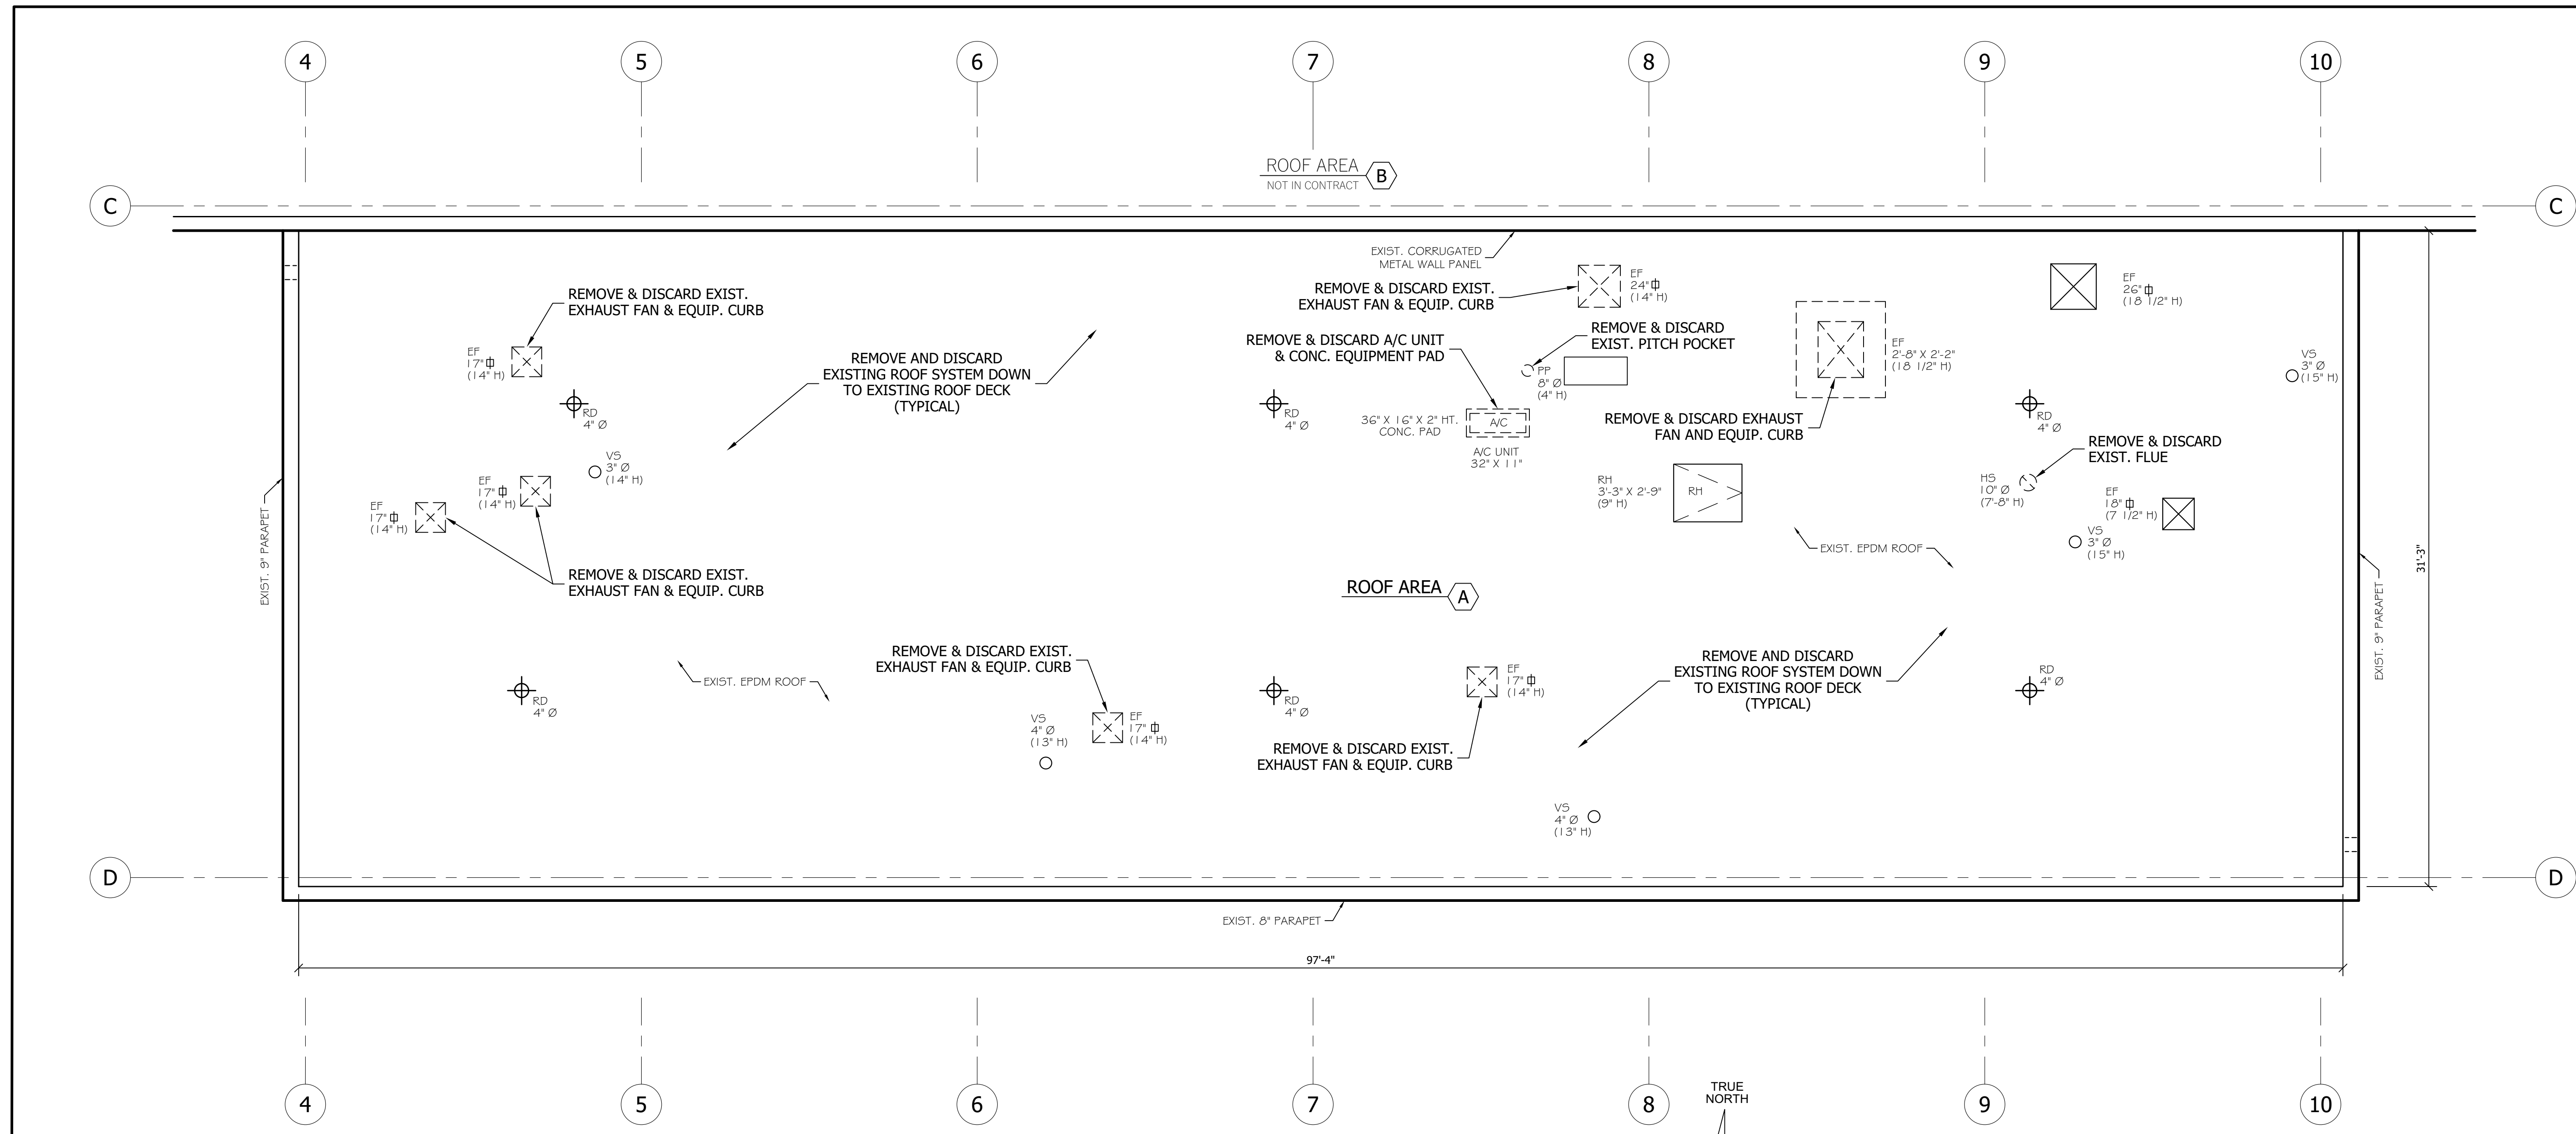 4
5
6
7
8
9
10
ROOF AREA
NOT IN CONTRACT
B
C
C
EXIST. CORRUGATED
METAL WALL PANEL
REMOVE & DISCARD EXIST.
EXHAUST FAN & EQUIP. CURB
EF
17"
(14" H)
REMOVE & DISCARD EXIST.
EXHAUST FAN & EQUIP. CURB
EF
24"
(14" H)
EF
26"
(18 1/2" H)
REMOVE AND DISCARD
EXISTING ROOF SYSTEM DOWN
TO EXISTING ROOF DECK
(TYPICAL)
REMOVE & DISCARD A/C UNIT
& CONC. EQUIPMENT PAD
REMOVE & DISCARD
EXIST. PITCH POCKET
PP
8" Ø
(4" H)
EF
2'-8" X 2'-2"
(18 1/2" H)
VS
3" Ø
(15" H)
RD
4" Ø
RD
4" Ø
36" X 16" X 2" HT.
CONC. PAD
A/C
A/C UNIT
32" X 11"
REMOVE & DISCARD EXHAUST
FAN AND EQUIP. CURB
RD
4" Ø
REMOVE & DISCARD
EXIST. FLUE
VS
3" Ø
(14" H)
EF
17"
(14" H)
EF
17"
(14" H)
RH
3'-3" X 2'-9"
(9" H)
RH
HS
10" Ø
(7'-8" H)
EF
18"
(7 1/2" H)
VS
3" Ø
(15" H)
EXIST. 9" PARAPET
EXIST. EPDM ROOF
31'-3"
REMOVE & DISCARD EXIST.
EXHAUST FAN & EQUIP. CURB
ROOF AREA
A
EXIST. 9" PARAPET
REMOVE & DISCARD EXIST.
EXHAUST FAN & EQUIP. CURB
REMOVE AND DISCARD
EXISTING ROOF SYSTEM DOWN
TO EXISTING ROOF DECK
(TYPICAL)
EXIST. EPDM ROOF
EF
17"
(14" H)
RD
4" Ø
RD
4" Ø
RD
4" Ø
VS
4" Ø
(13" H)
EF
17"
(14" H)
REMOVE & DISCARD EXIST.
EXHAUST FAN & EQUIP. CURB
VS
4" Ø
(13" H)
D
D
EXIST. 8" PARAPET
97'-4"
TRUE
NORTH
4
5
6
7
8
9
10